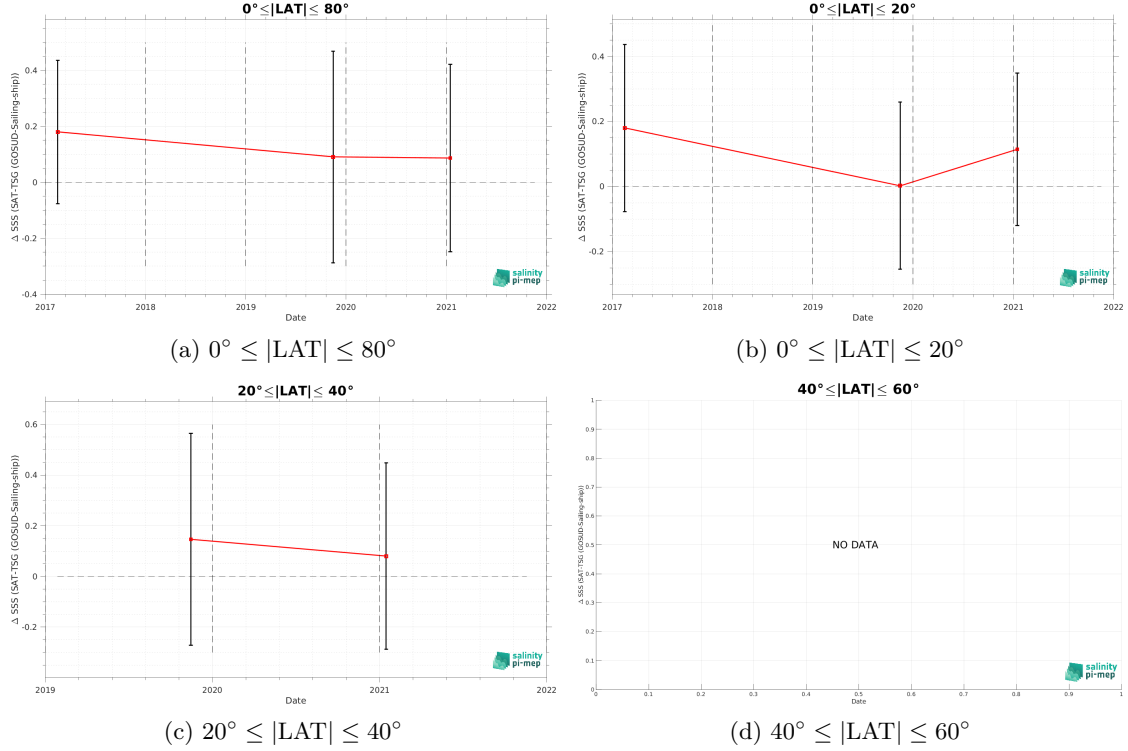 0°≤|LAT|≤ 80°
Δ SSS (SAT-TSG (GOSUD-Sailing-ship))
0.4
0.2
0
-0.2
-0.4
2017 2018 2019 2020 2021 2022
Date
salinity
pi-mep
(a) 0° ≤ |LAT| ≤ 80°
0°≤|LAT|≤ 20°
Δ SSS (SAT-TSG (GOSUD-Sailing-ship))
0.4
0.2
0
-0.2
2017 2018 2019 2020 2021 2022
Date
salinity
pi-mep
(b) 0° ≤ |LAT| ≤ 20°
20°≤|LAT|≤ 40°
Δ SSS (SAT-TSG (GOSUD-Sailing-ship))
0.6
0.4
0.2
0
-0.2
2019 2020 2021 2022
Date
salinity
pi-mep
(c) 20° ≤ |LAT| ≤ 40°
40°≤|LAT|≤ 60°
Δ SSS (SAT-TSG (GOSUD-Sailing-ship))
1
0.9
0.8
0.7
0.6
0.5
0.4
0.3
0.2
0.1
0
NO DATA
0 0.1 0.2 0.3 0.4 0.5 0.6 0.7 0.8 0.9 1
Date
salinity
pi-mep
(d) 40° ≤ |LAT| ≤ 60°